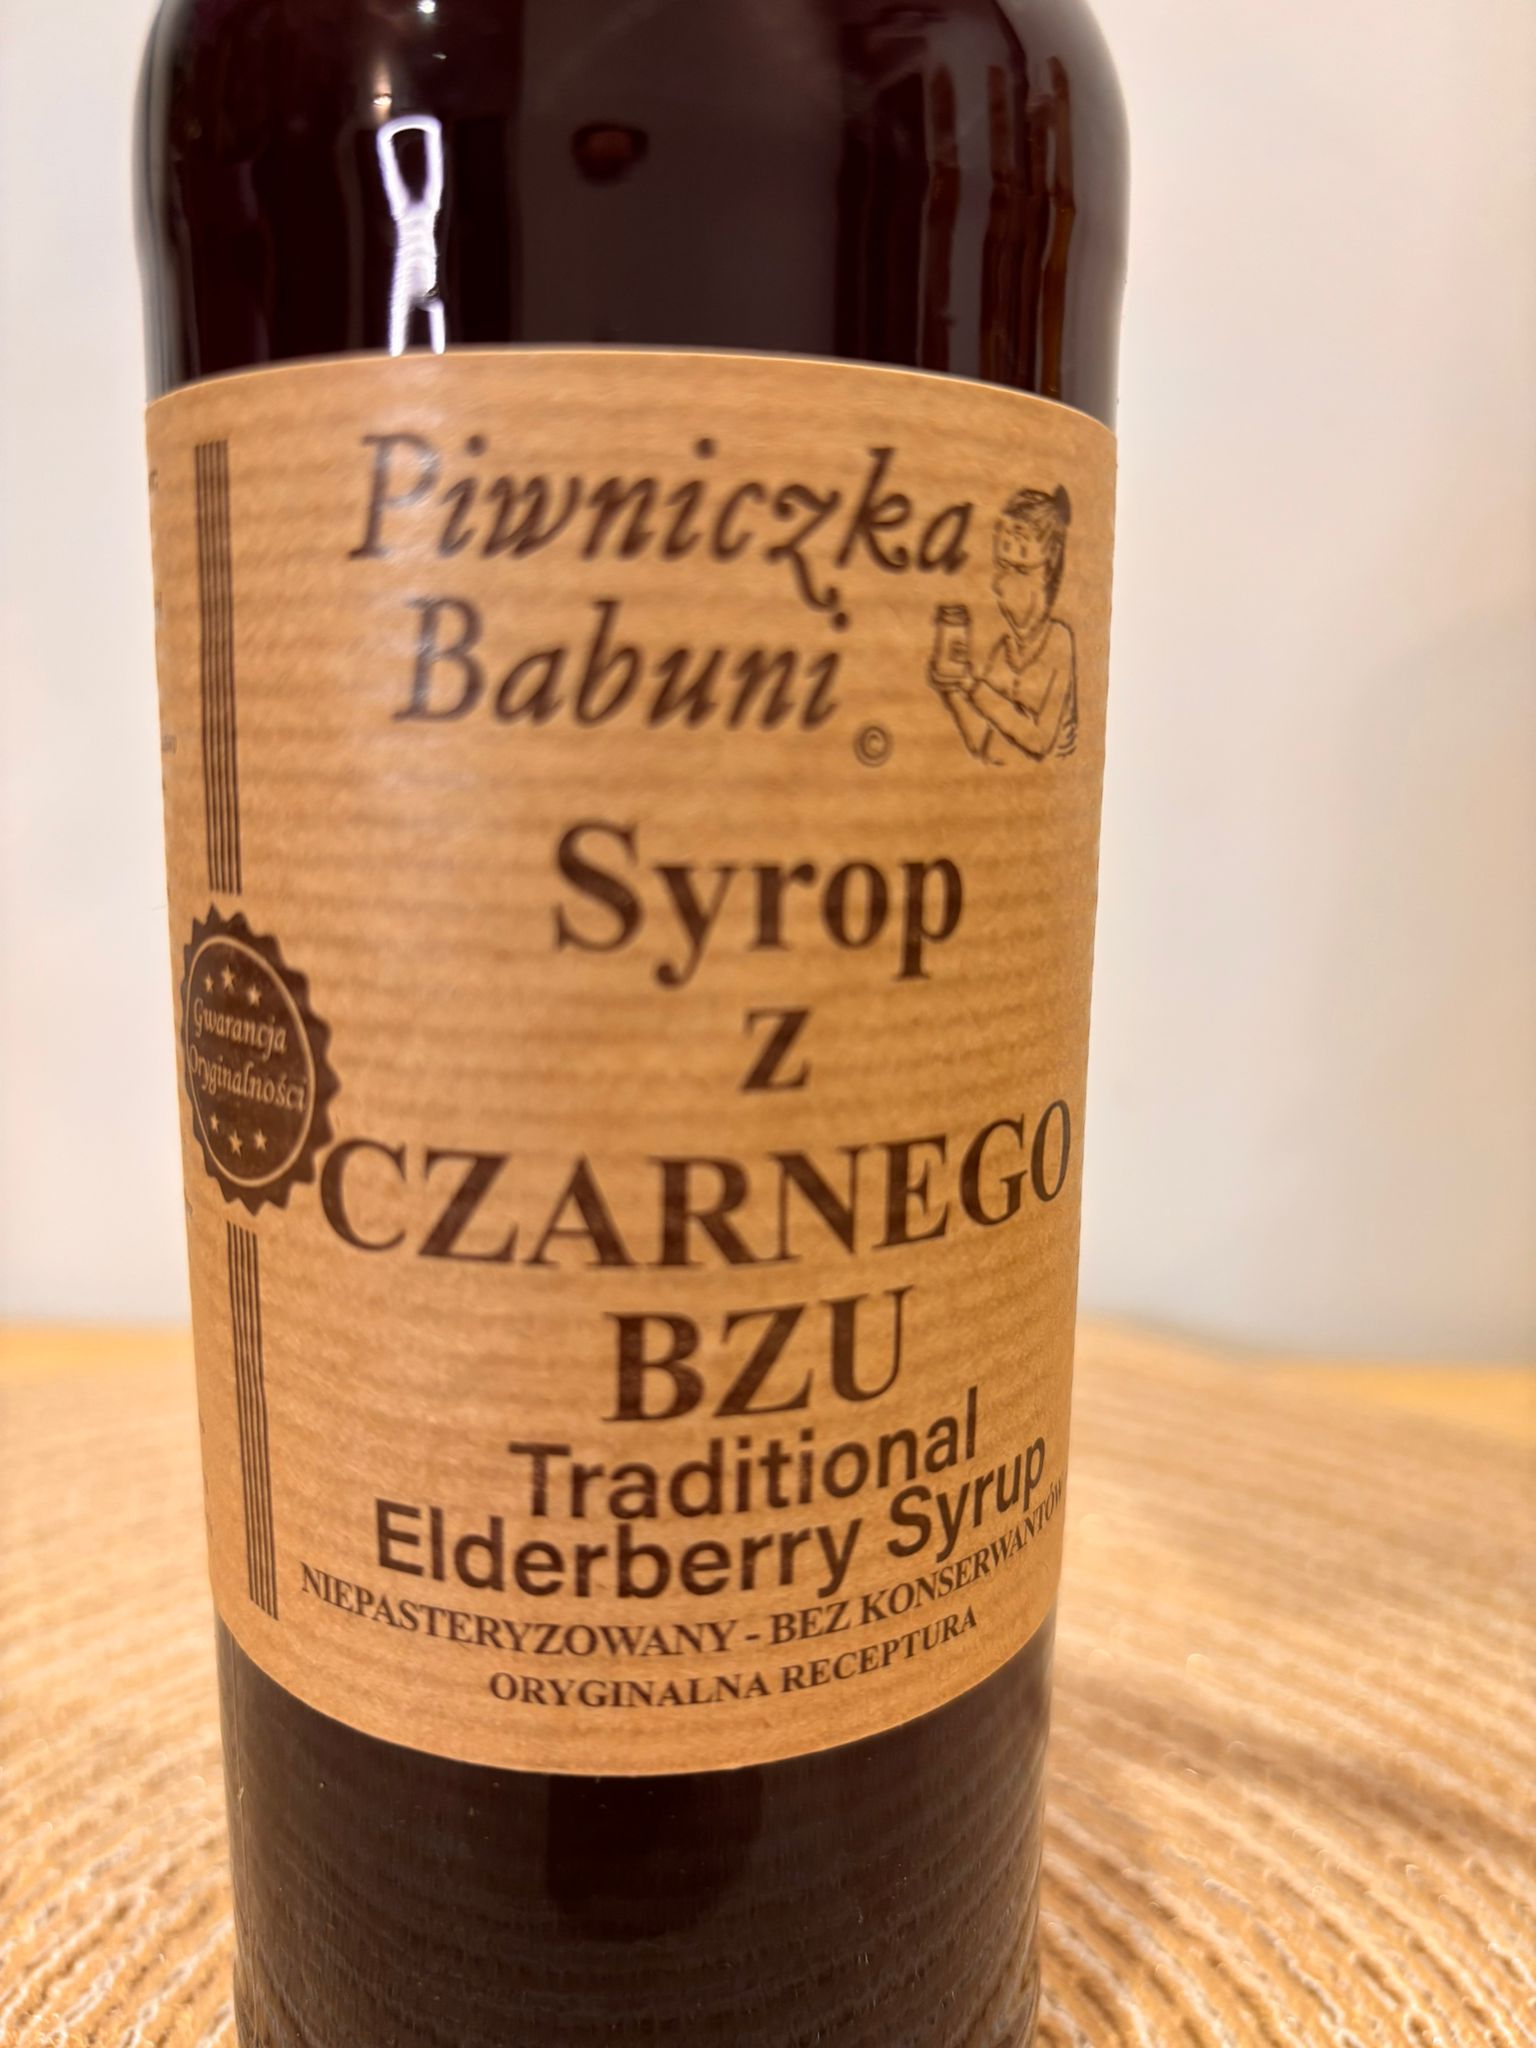 Piwniczka
Babuni
©
Syrop
z
CZARNEGO
BZU
Gwarancja
Oryginalności
Traditional
Elderberry Syrup
NIEPASTERYZOWANY - BEZ KONSERWANTÓW
ORYGINALNA RECEPTURA